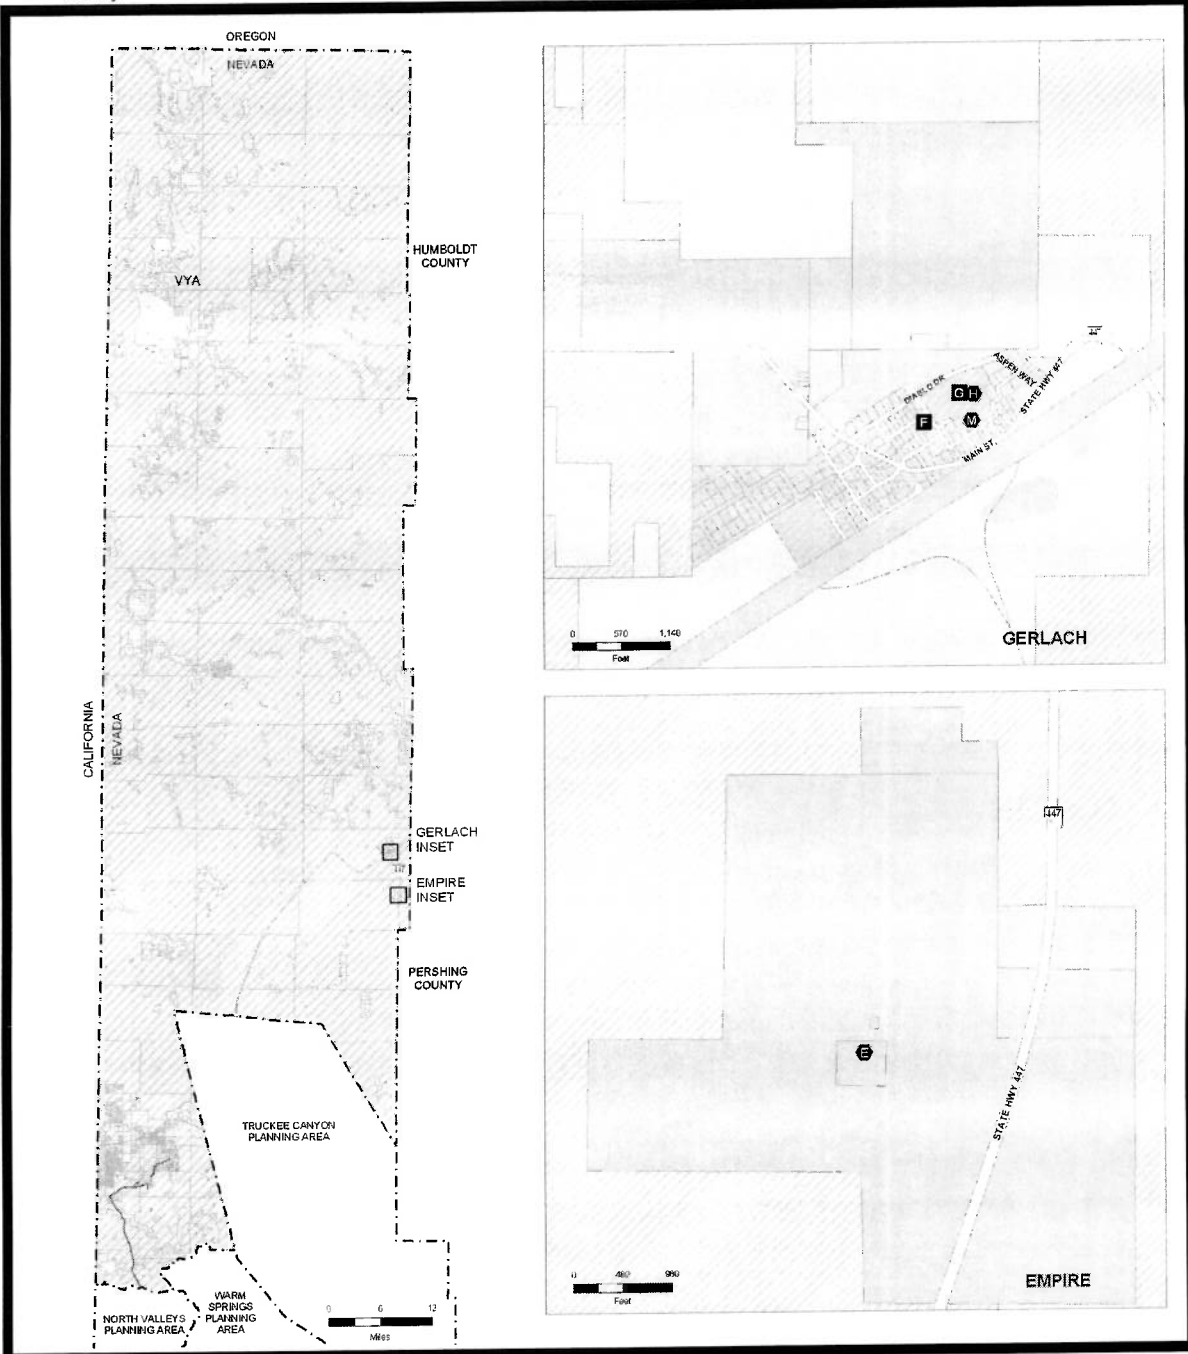 OREGON
NEVADA
HUMBOLDT
COUNTY
VYA
CALIFORNIA
NEVADA
GERLACH
INSET
447
EMPIRE
INSET
PERSHING
COUNTY
TRUCKEE CANYON
PLANNING AREA
WARM
SPRINGS
PLANNING
AREA
NORTH VALLEYS
PLANNING AREA
0 6 12
Miles
ASPEN WAY
STATE HWY 447
DIABLO DR
G H
F
M
MAIN ST.
0 570 1,140
Feet
GERLACH
447
E
STATE HWY 447
0 480 960
Feet
EMPIRE